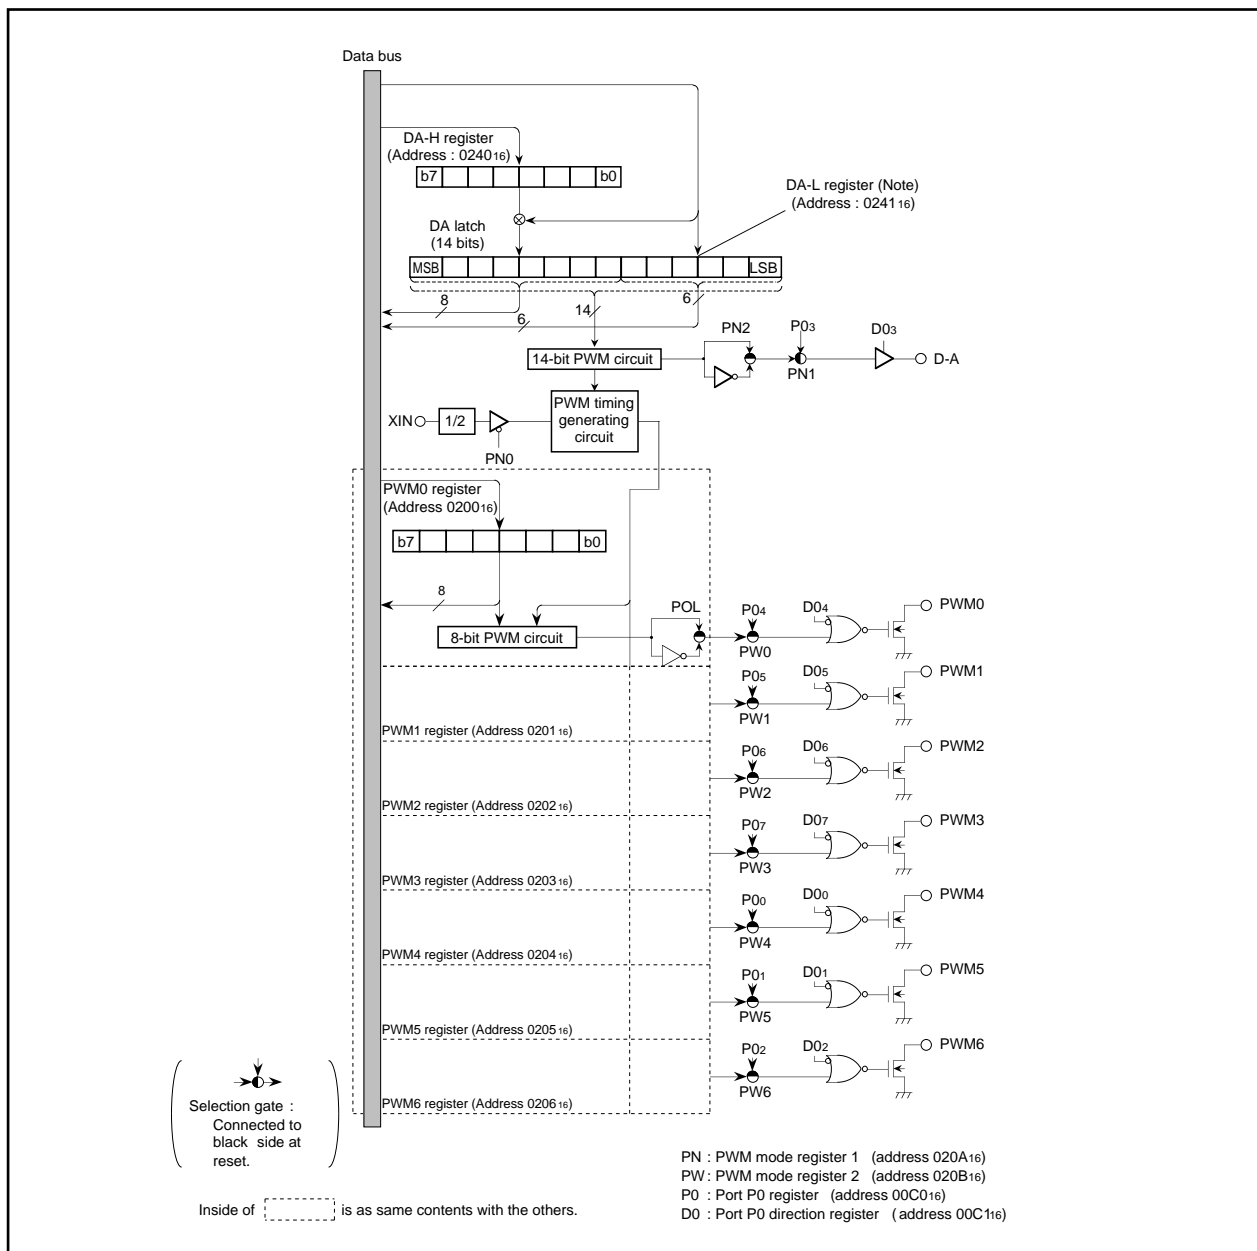 Data bus
DA-H register
(Address : 024016)
b7 b0
DA-L register (Note)
(Address : 024116)
DA latch
(14 bits)
MSB LSB
8
14
6
6
PN2
P03
D03
14-bit PWM circuit
PN1
D-A
XIN
1/2
PWM timing
generating
circuit
PN0
PWM0 register
(Address 020016)
b7 b0
8
8-bit PWM circuit
POL
P04
PW0
D04
PWM0
P05
PW1
D05
PWM1
PWM1 register (Address 020116)
P06
PW2
D06
PWM2
PWM2 register (Address 020216)
P07
PW3
D07
PWM3
PWM3 register (Address 020316)
P00
PW4
D00
PWM4
PWM4 register (Address 020416)
P01
PW5
D01
PWM5
PWM5 register (Address 020516)
P02
PW6
D02
PWM6
PWM6 register (Address 020616)
Selection gate :
Connected to
black side at
reset.
Inside of is as same contents with the others.
PN : PWM mode register 1 (address 020A16)
PW : PWM mode register 2 (address 020B16)
P0 : Port P0 register (address 00C016)
D0 : Port P0 direction register (address 00C116)